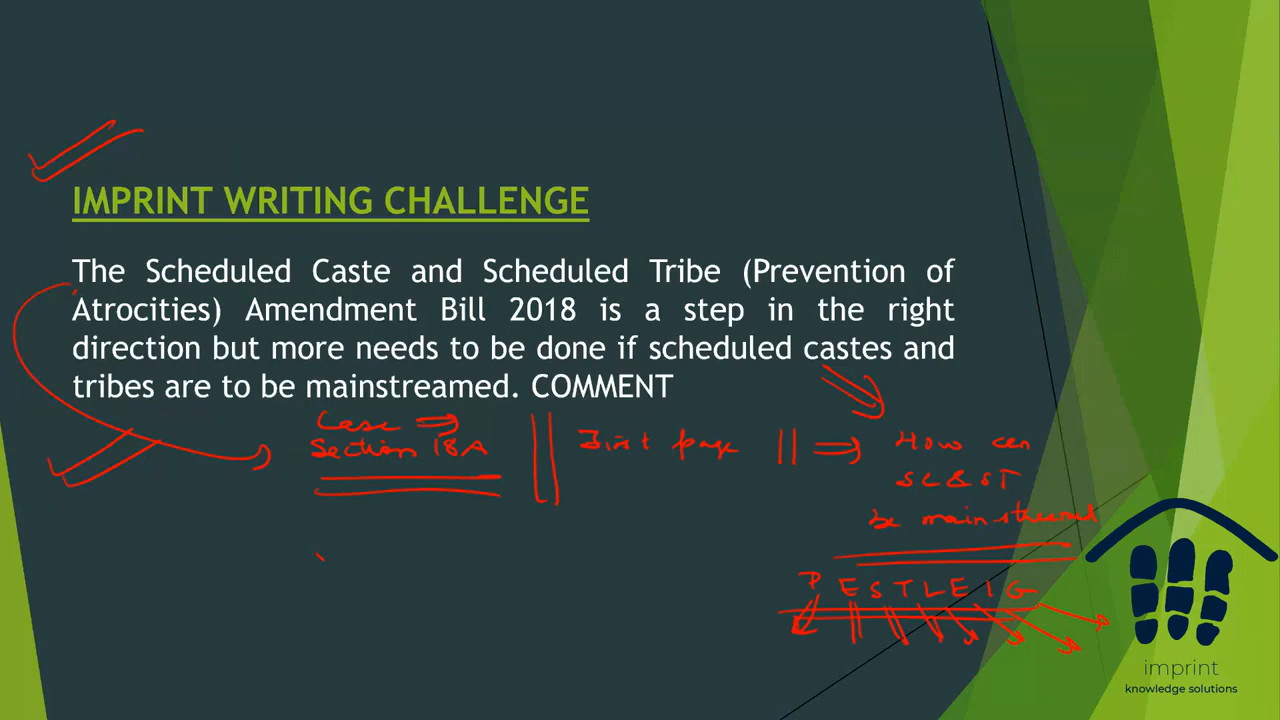 IMPRINT WRITING CHALLENGE
The Scheduled Caste and Scheduled Tribe (Prevention of
Atrocities) Amendment Bill 2018 is a step in the right
direction but more needs to be done if scheduled castes and
tribes are to be mainstreamed. COMMENT
Case ⇒
Section 18A
First page
⇒ How can
SC & ST
be mainstreamed
PESTLEIG
imprint
knowledge solutions